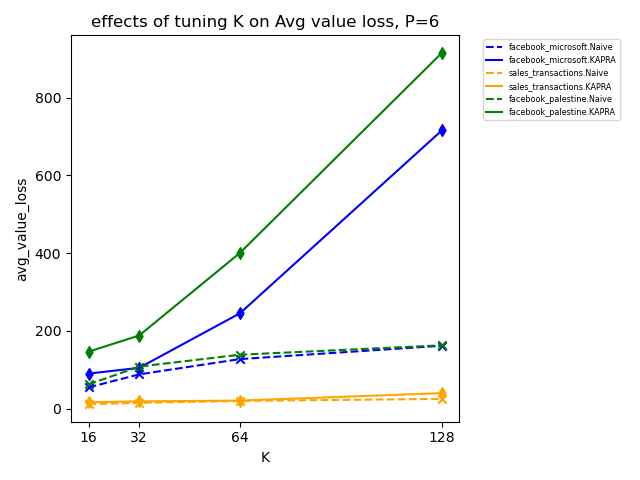 effects of tuning K on Avg value loss, P=6
facebook_microsoft.Naive
facebook_microsoft.KAPRA
sales_transactions.Naive
sales_transactions.KAPRA
facebook_palestine.Naive
facebook_palestine.KAPRA
avg_value_loss
800
600
400
200
0
16 32 64 128
K